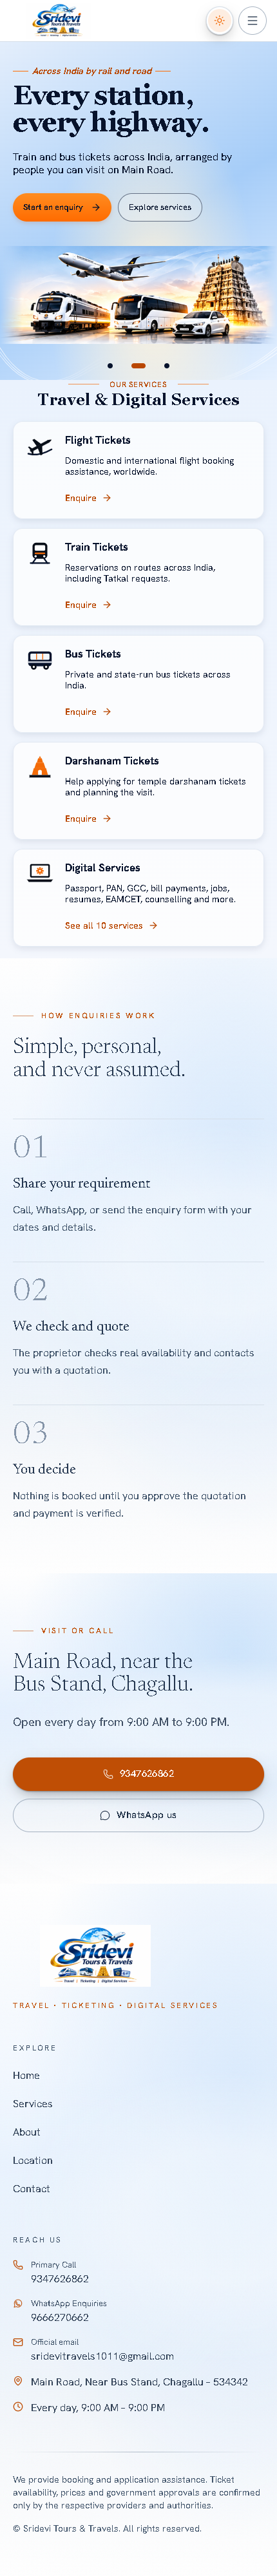 Sridevi
Tours & Travels
Across India by rail and road
Every station,
every highway.
Train and bus tickets across India, arranged by
people you can visit on Main Road.
Start an enquiry
Explore services
OUR SERVICES
Travel & Digital Services
Flight Tickets
Domestic and international flight booking
assistance, worldwide.
Enquire
Train Tickets
Reservations on routes across India,
including Tatkal requests.
Enquire
Bus Tickets
Private and state-run bus tickets across
India.
Enquire
Darshanam Tickets
Help applying for temple darshanam tickets
and planning the visit.
Enquire
Digital Services
Passport, PAN, GCC, bill payments, jobs,
resumes, EAMCET, counselling and more.
See all 10 services
HOW ENQUIRIES WORK
Simple, personal,
and never assumed.
01
Share your requirement
Call, WhatsApp, or send the enquiry form with your
dates and details.
02
We check and quote
The proprietor checks real availability and contacts
you with a quotation.
03
You decide
Nothing is booked until you approve the quotation
and payment is verified.
VISIT OR CALL
Main Road, near the
Bus Stand, Chagallu.
Open every day from 9:00 AM to 9:00 PM.
9347626862
WhatsApp us
Sridevi
Tours & Travels
Travel | Ticketing | Digital Services
TRAVEL • TICKETING • DIGITAL SERVICES
EXPLORE
Home
Services
About
Location
Contact
REACH US
Primary Call
9347626862
WhatsApp Enquiries
9666270662
Official email
sridevitravels1011@gmail.com
Main Road, Near Bus Stand, Chagallu – 534342
Every day, 9:00 AM – 9:00 PM
We provide booking and application assistance. Ticket
availability, prices and government approvals are confirmed
only by the respective providers and authorities.
© Sridevi Tours & Travels. All rights reserved.